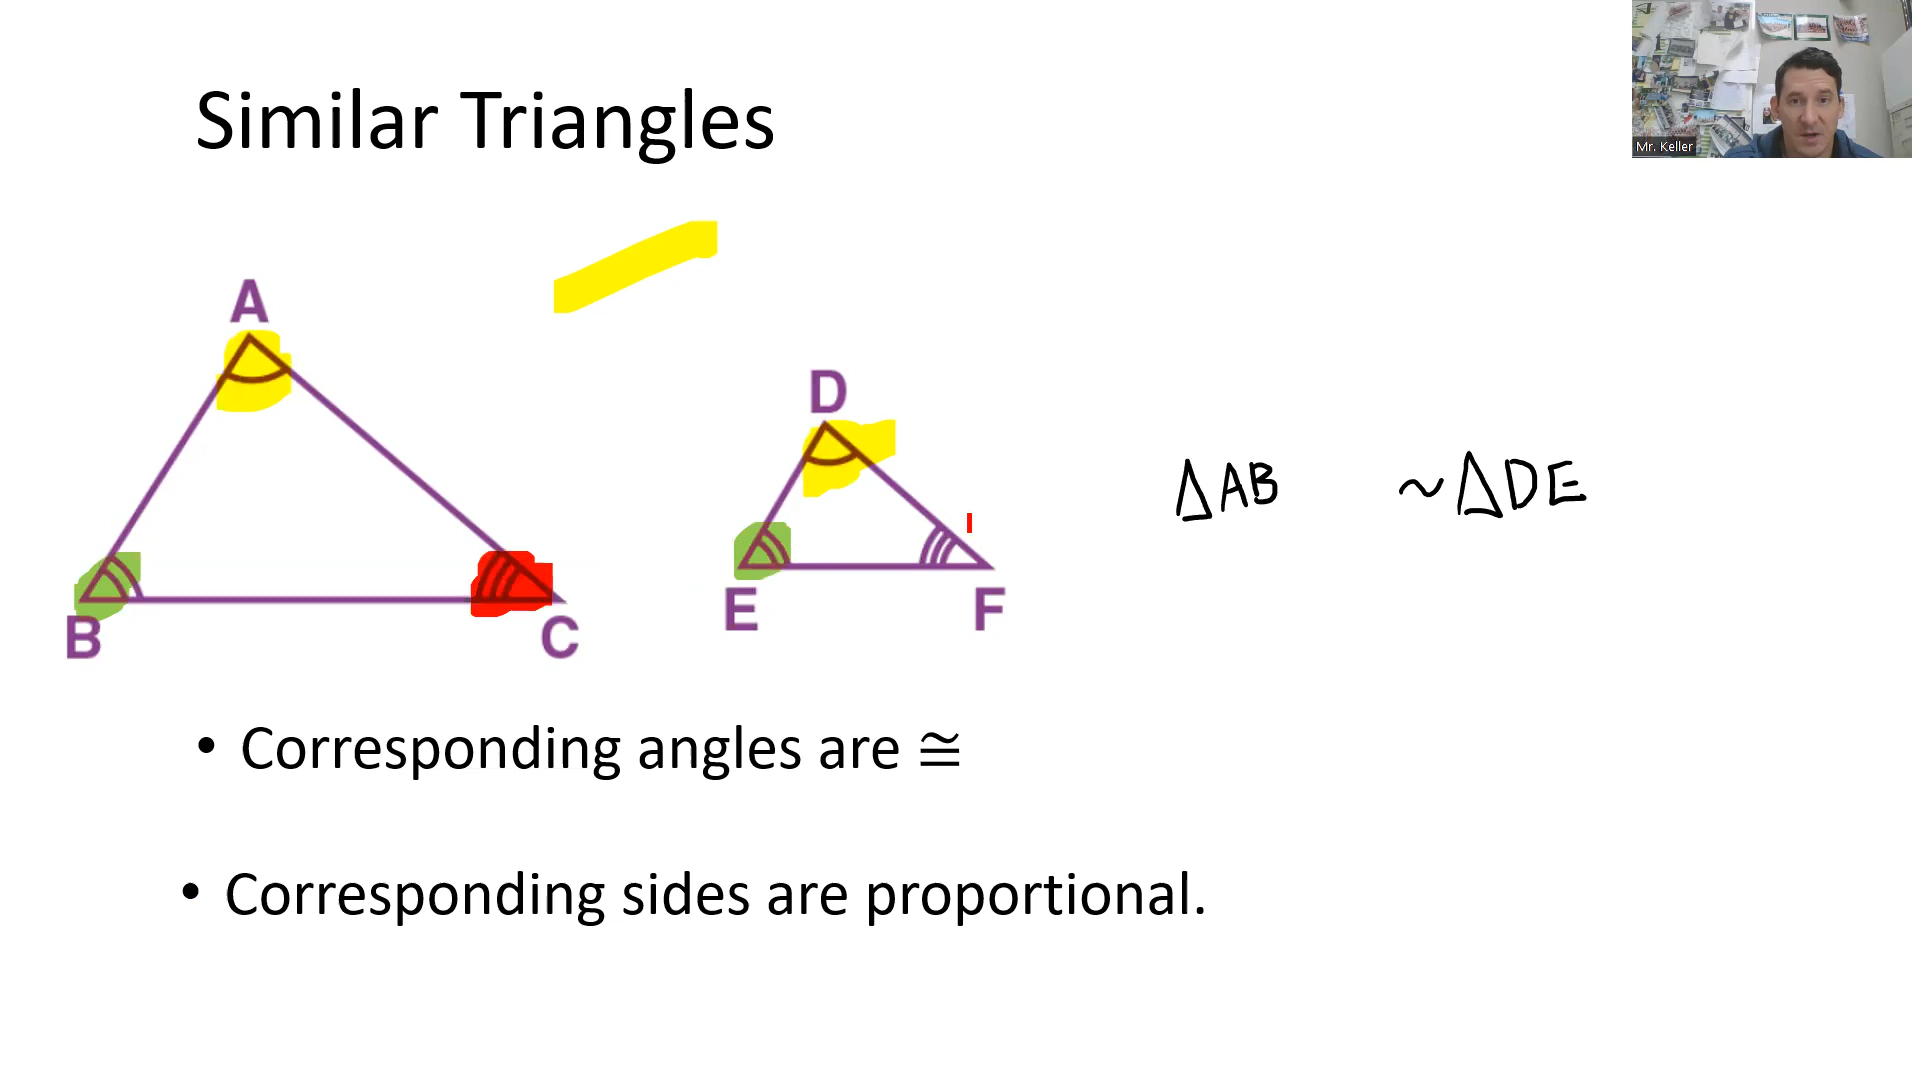 Similar Triangles
Mr. Keller
A
D
ΔAB ~ΔDE
B
C
E
F
• Corresponding angles are ≅
• Corresponding sides are proportional.